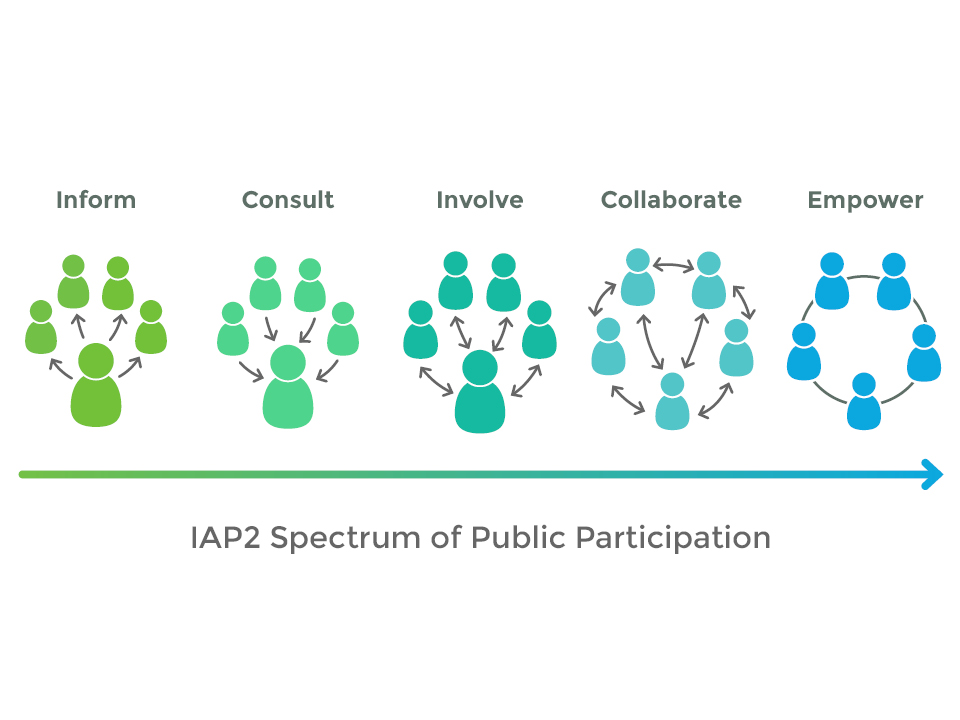 Inform Consult Involve Collaborate Empower
IAP2 Spectrum of Public Participation